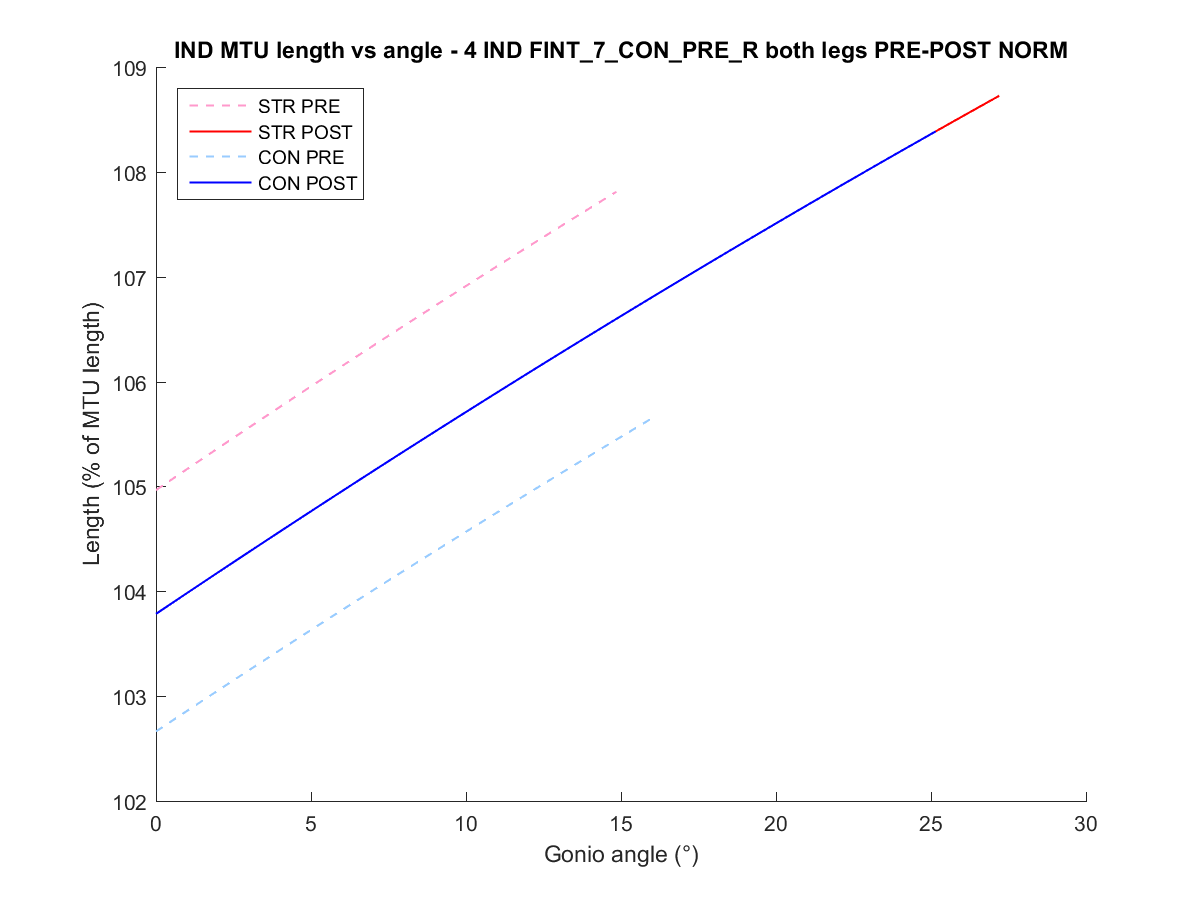 IND MTU length vs angle - 4 IND FINT_7_CON_PRE_R both legs PRE-POST NORM
109
108
107
106
105
104
103
102
STR PRE
STR POST
CON PRE
CON POST
Length (% of MTU length)
0 5 10 15 20 25 30
Gonio angle (°)